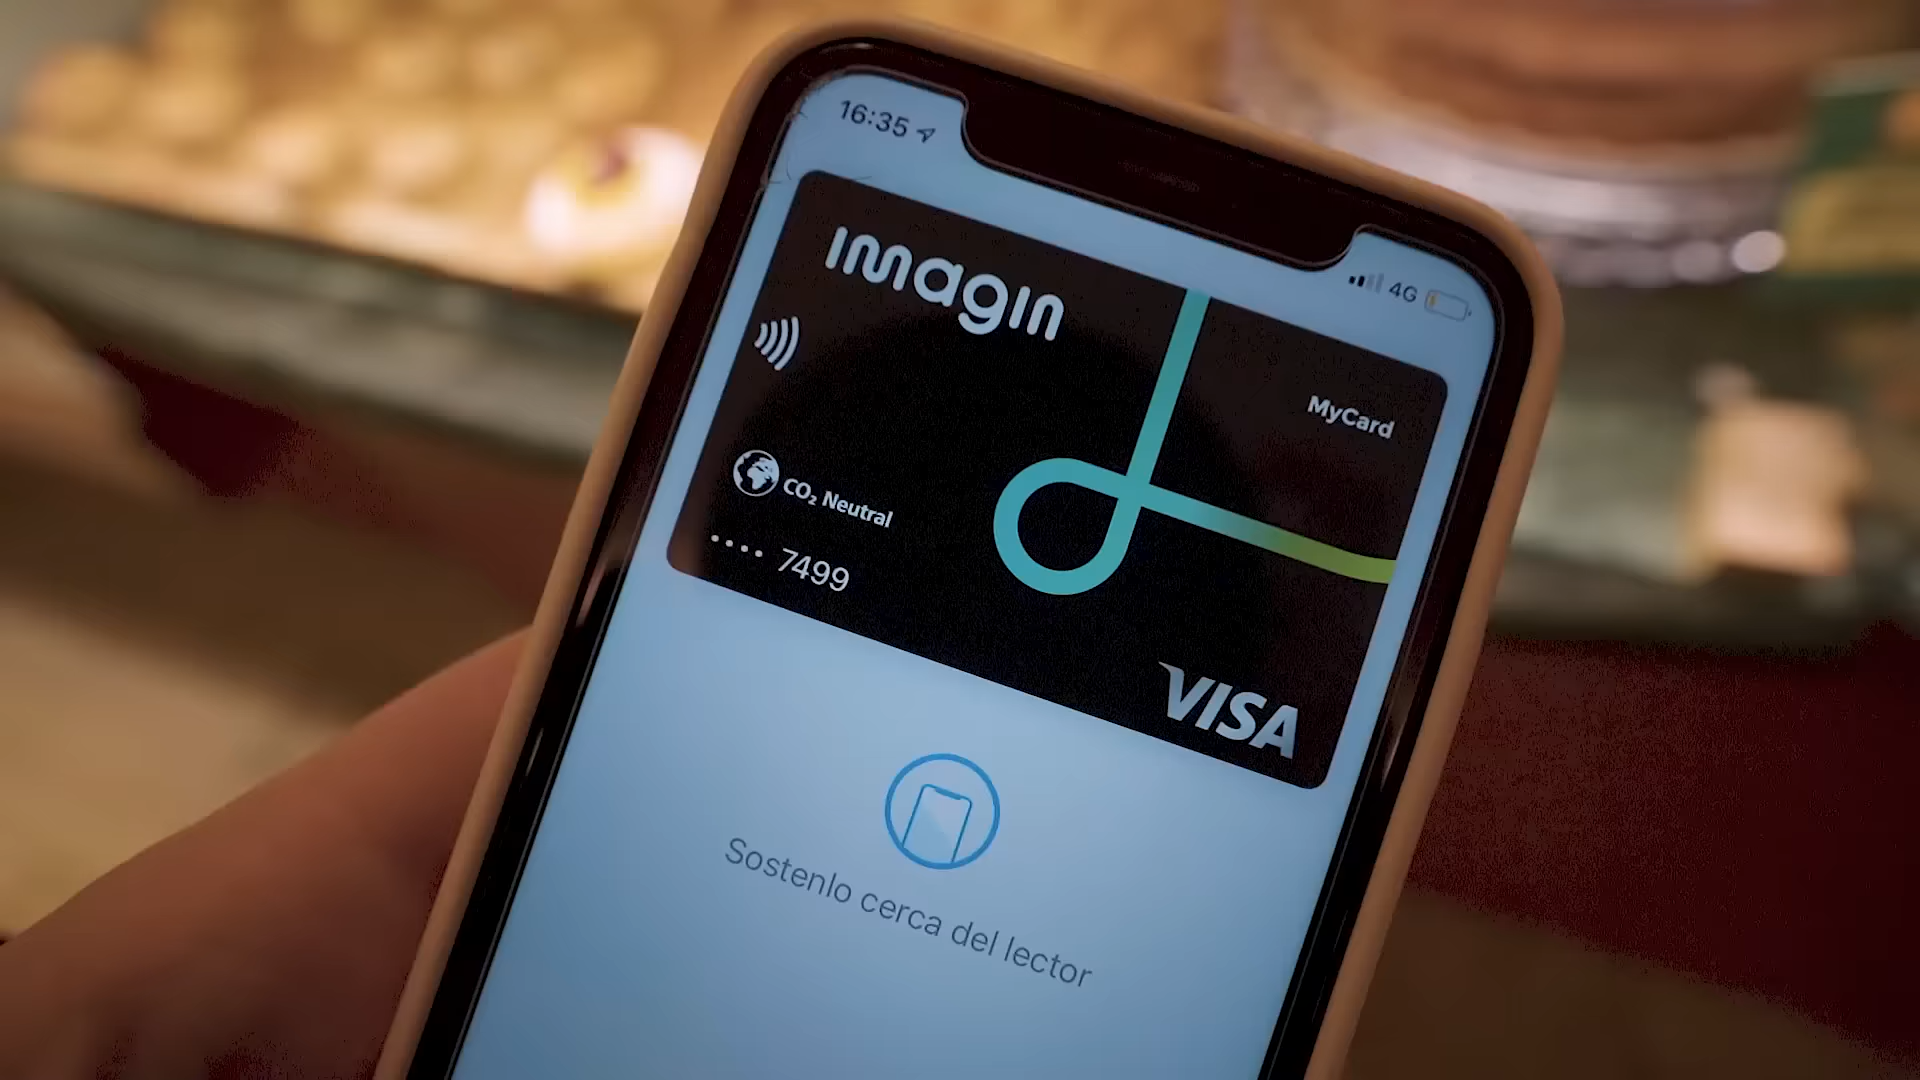 16:35
4G
imagin
MyCard
CO₂ Neutral
•••• 7499
VISA
Sostenlo cerca del lector